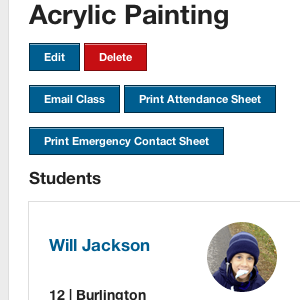 Acrylic Painting
Edit Delete
Email Class Print Attendance Sheet
Print Emergency Contact Sheet
Students
Will Jackson
12 | Burlington